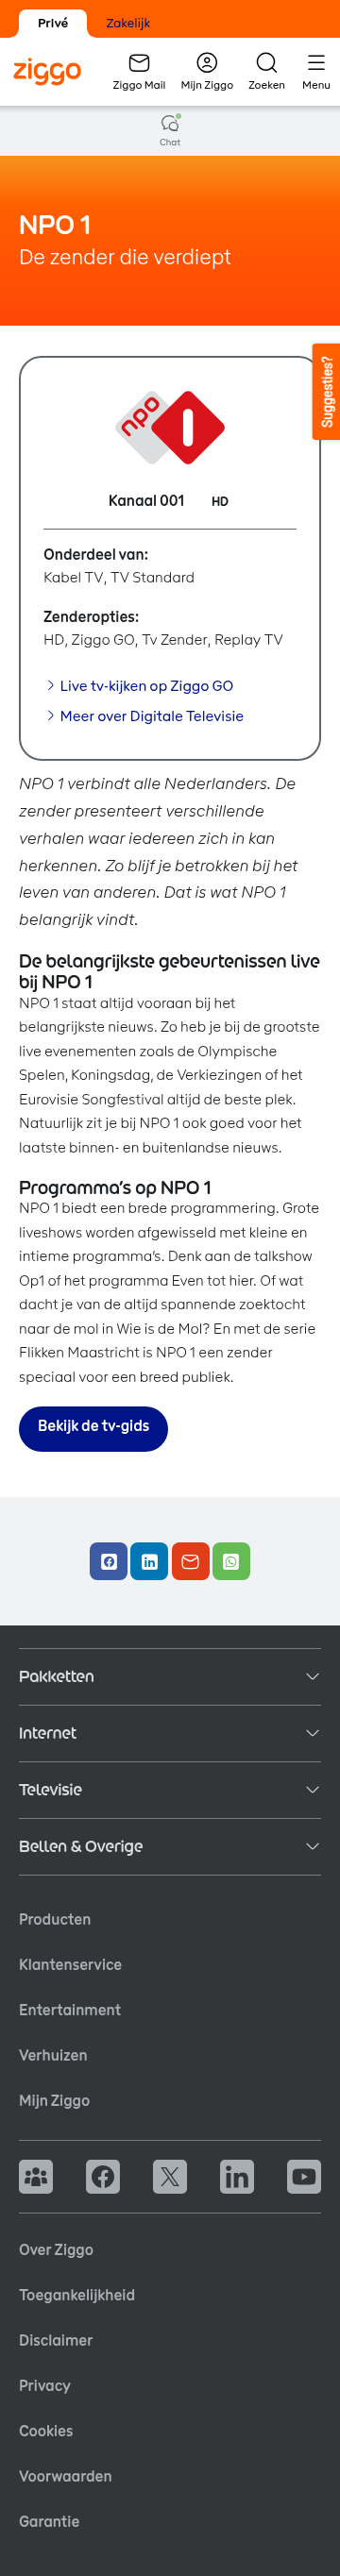 Privé
Zakelijk
ziggo
Ziggo Mail
Mijn Ziggo
Zoeken
Menu
Chat
NPO 1
De zender die verdiept
Suggesties?
npo 1
Kanaal 001 HD
Onderdeel van:
Kabel TV, TV Standard
Zenderopties:
HD, Ziggo GO, Tv Zender, Replay TV
Live tv-kijken op Ziggo GO
Meer over Digitale Televisie
NPO 1 verbindt alle Nederlanders. De
zender presenteert verschillende
verhalen waar iedereen zich in kan
herkennen. Zo blijf je betrokken bij het
leven van anderen. Dat is wat NPO 1
belangrijk vindt.
De belangrijkste gebeurtenissen live
bij NPO 1
NPO 1 staat altijd vooraan bij het
belangrijkste nieuws. Zo heb je bij de grootste
live evenementen zoals de Olympische
Spelen, Koningsdag, de Verkiezingen of het
Eurovisie Songfestival altijd de beste plek.
Natuurlijk zit je bij NPO 1 ook goed voor het
laatste binnen- en buitenlandse nieuws.
Programma's op NPO 1
NPO 1 biedt een brede programmering. Grote
liveshows worden afgewisseld met kleine en
intieme programma's. Denk aan de talkshow
Op1 of het programma Even tot hier. Of wat
dacht je van de altijd spannende zoektocht
naar de mol in Wie is de Mol? En met de serie
Flikken Maastricht is NPO 1 een zender
speciaal voor een breed publiek.
Bekijk de tv-gids
Pakketten
Internet
Televisie
Bellen & Overige
Producten
Klantenservice
Entertainment
Verhuizen
Mijn Ziggo
Over Ziggo
Toegankelijkheid
Disclaimer
Privacy
Cookies
Voorwaarden
Garantie